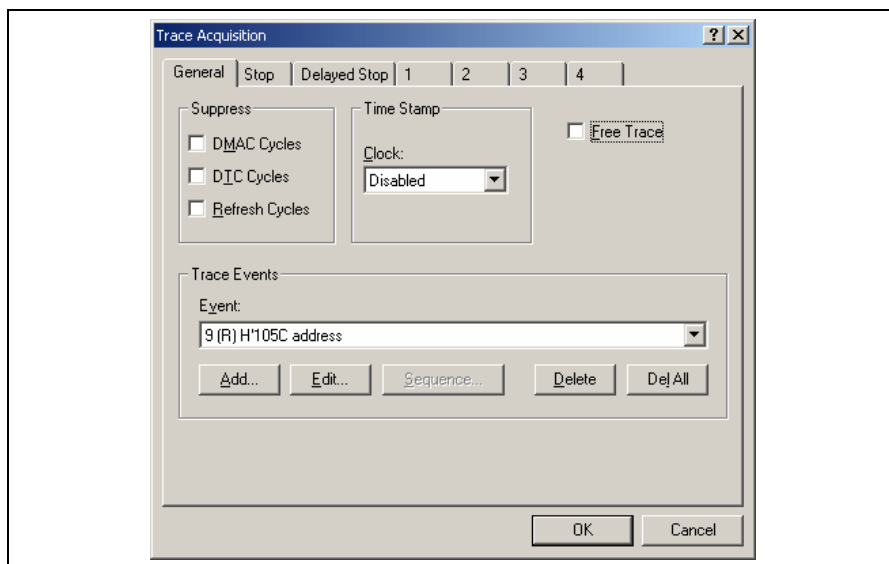 Trace Acquisition
General Stop Delayed Stop 1 2 3 4
Suppress
DMAC Cycles
DTC Cycles
Refresh Cycles
Time Stamp
Clock:
Disabled
Free Trace
Trace Events
Event:
9 (R) H'105C address
Add... Edit... Sequence... Delete Del All
OK Cancel